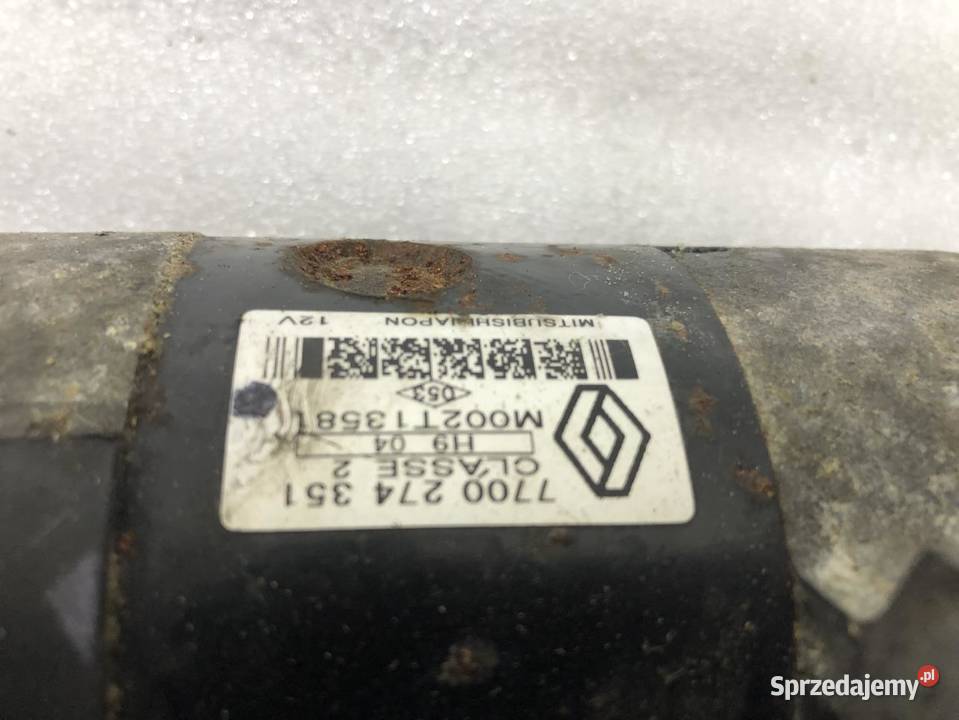 7700 274 351
CLASSE 2
H9 04
M002T13581
D53
MITSUBISHI JAPON 12V
Sprzedajemy.pl